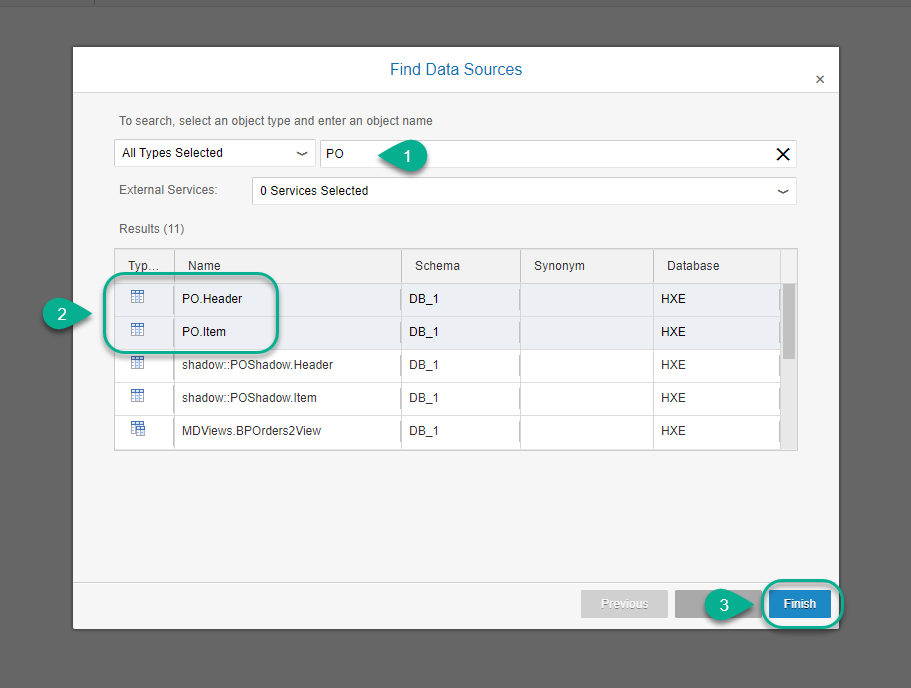 Find Data Sources
×
To search, select an object type and enter an object name
All Types Selected PO 1
External Services: 0 Services Selected
Results (11)
Typ... Name Schema Synonym Database
PO.Header DB_1 HXE
2
PO.Item DB_1 HXE
shadow::POShadow.Header DB_1 HXE
shadow::POShadow.Item DB_1 HXE
MDViews.BPOrders2View DB_1 HXE
Previous 3 Finish